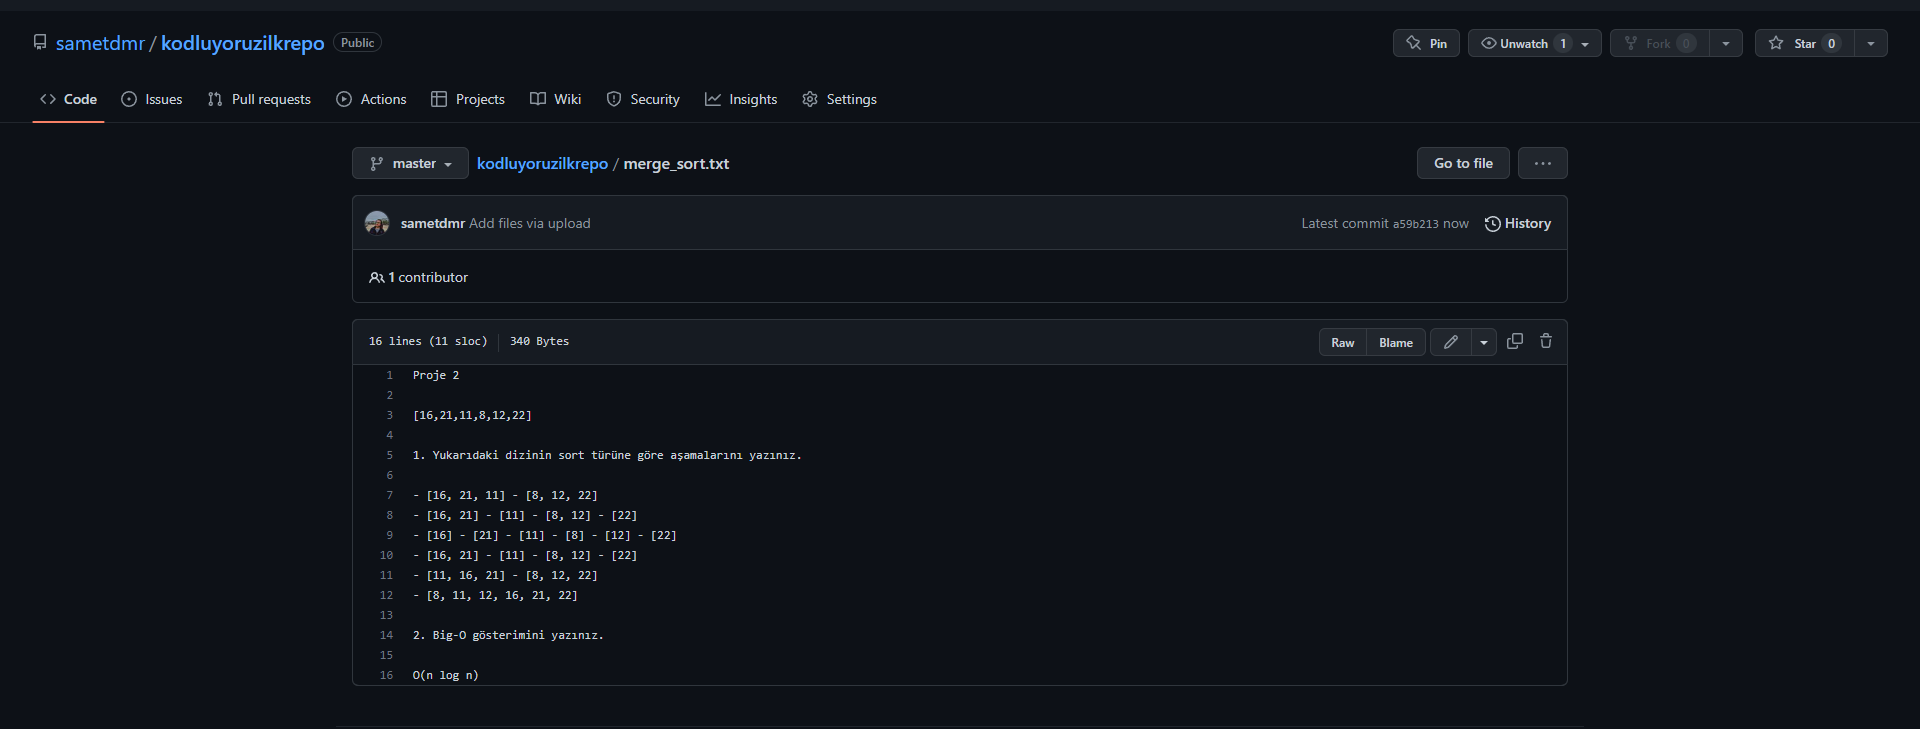 sametdmr / kodluyoruzilkrepo Public
Pin Unwatch 1 Fork 0 Star 0
Code Issues Pull requests Actions Projects Wiki Security Insights Settings
master kodluyoruzilkrepo / merge_sort.txt Go to file ...
sametdmr Add files via upload Latest commit a59b213 now History
1 contributor
16 lines (11 sloc) 340 Bytes Raw Blame
1 Proje 2
2
3 [16,21,11,8,12,22]
4
5 1. Yukarıdaki dizinin sort türüne göre aşamalarını yazınız.
6
7 - [16, 21, 11] - [8, 12, 22]
8 - [16, 21] - [11] - [8, 12] - [22]
9 - [16] - [21] - [11] - [8] - [12] - [22]
10 - [16, 21] - [11] - [8, 12] - [22]
11 - [11, 16, 21] - [8, 12, 22]
12 - [8, 11, 12, 16, 21, 22]
13
14 2. Big-O gösterimini yazınız.
15
16 O(n log n)